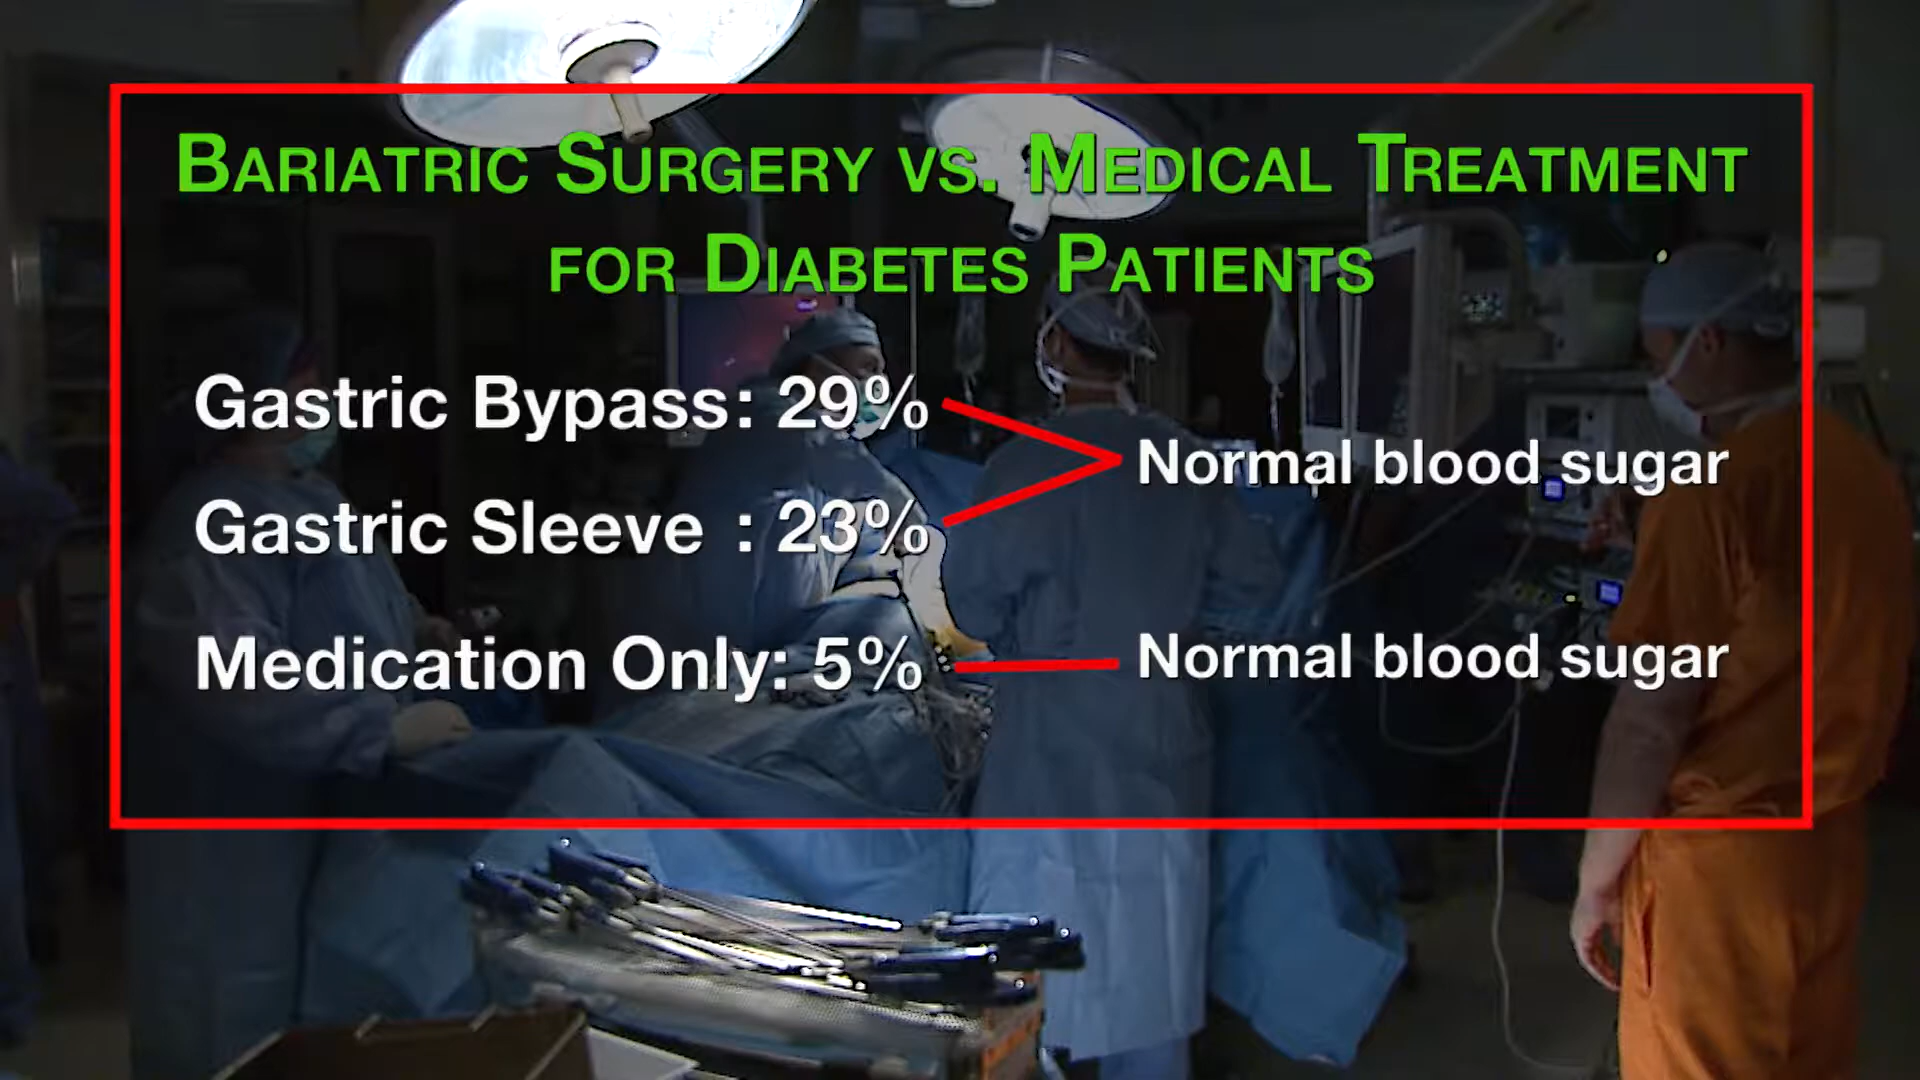 BARIATRIC SURGERY VS. MEDICAL TREATMENT
FOR DIABETES PATIENTS
Gastric Bypass: 29%
Normal blood sugar
Gastric Sleeve : 23%
Medication Only: 5%
Normal blood sugar